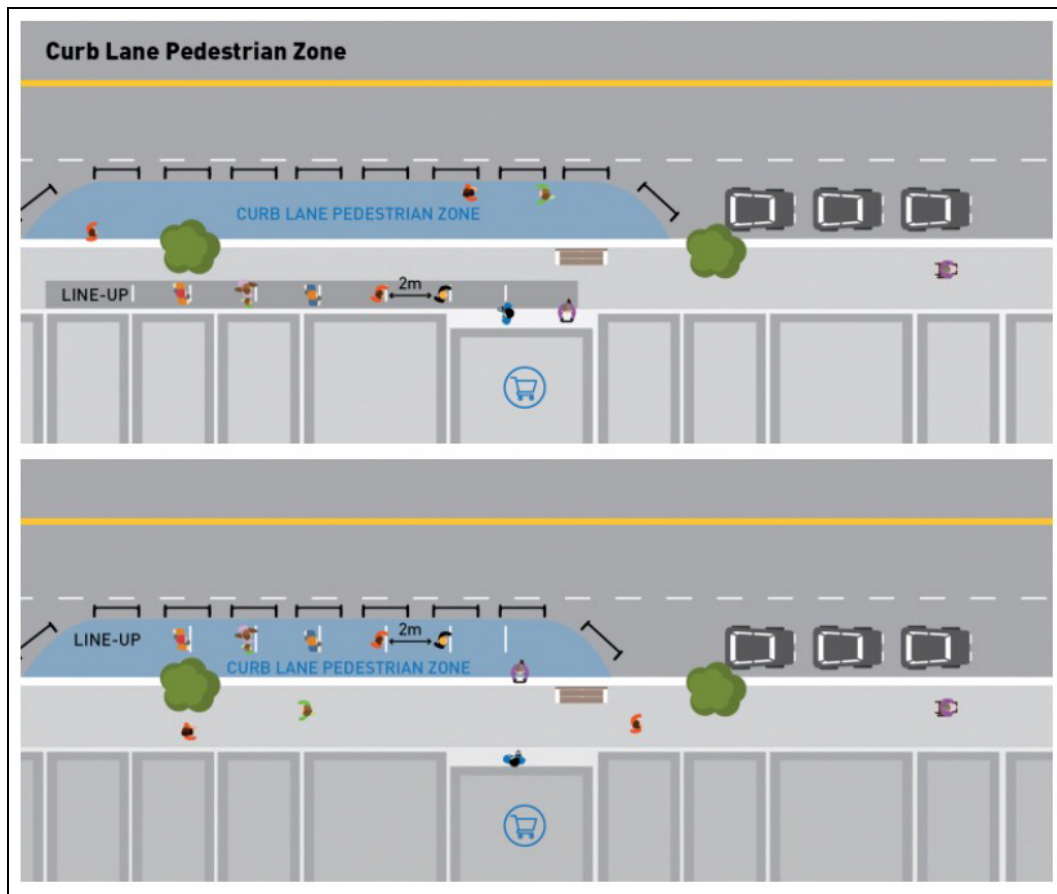 Curb Lane Pedestrian Zone
CURB LANE PEDESTRIAN ZONE
2m
LINE-UP
LINE-UP
2m
CURB LANE PEDESTRIAN ZONE